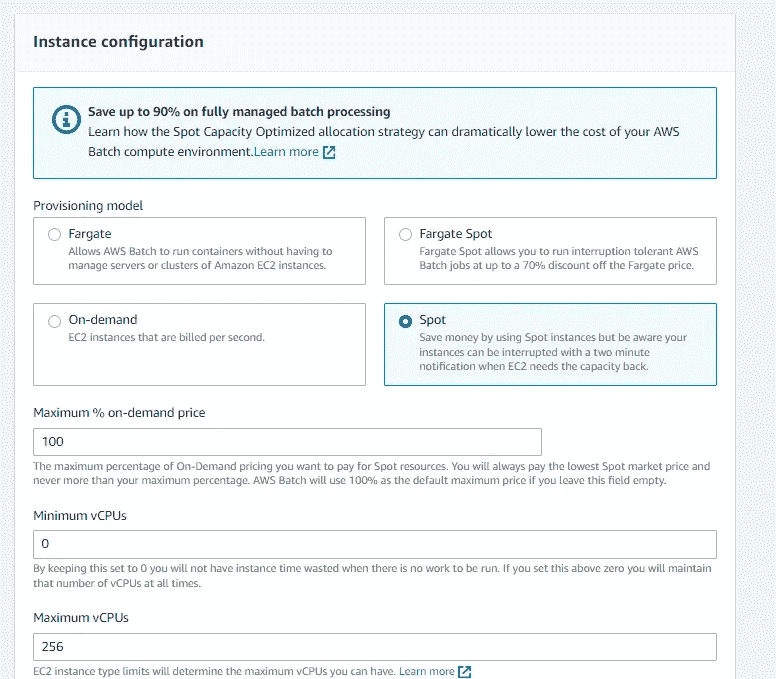 Instance configuration
Save up to 90% on fully managed batch processing
Learn how the Spot Capacity Optimized allocation strategy can dramatically lower the cost of your AWS
Batch compute environment.Learn more
Provisioning model
Fargate
Allows AWS Batch to run containers without having to
manage servers or clusters of Amazon EC2 instances.
Fargate Spot
Fargate Spot allows you to run interruption tolerant AWS
Batch jobs at up to a 70% discount off the Fargate price.
On-demand
EC2 instances that are billed per second.
Spot
Save money by using Spot instances but be aware your
instances can be interrupted with a two minute
notification when EC2 needs the capacity back.
Maximum % on-demand price
100
The maximum percentage of On-Demand pricing you want to pay for Spot resources. You will always pay the lowest Spot market price and
never more than your maximum percentage. AWS Batch will use 100% as the default maximum price if you leave this field empty.
Minimum vCPUs
0
By keeping this set to 0 you will not have instance time wasted when there is no work to be run. If you set this above zero you will maintain
that number of vCPUs at all times.
Maximum vCPUs
256
EC2 instance type limits will determine the maximum vCPUs you can have. Learn more